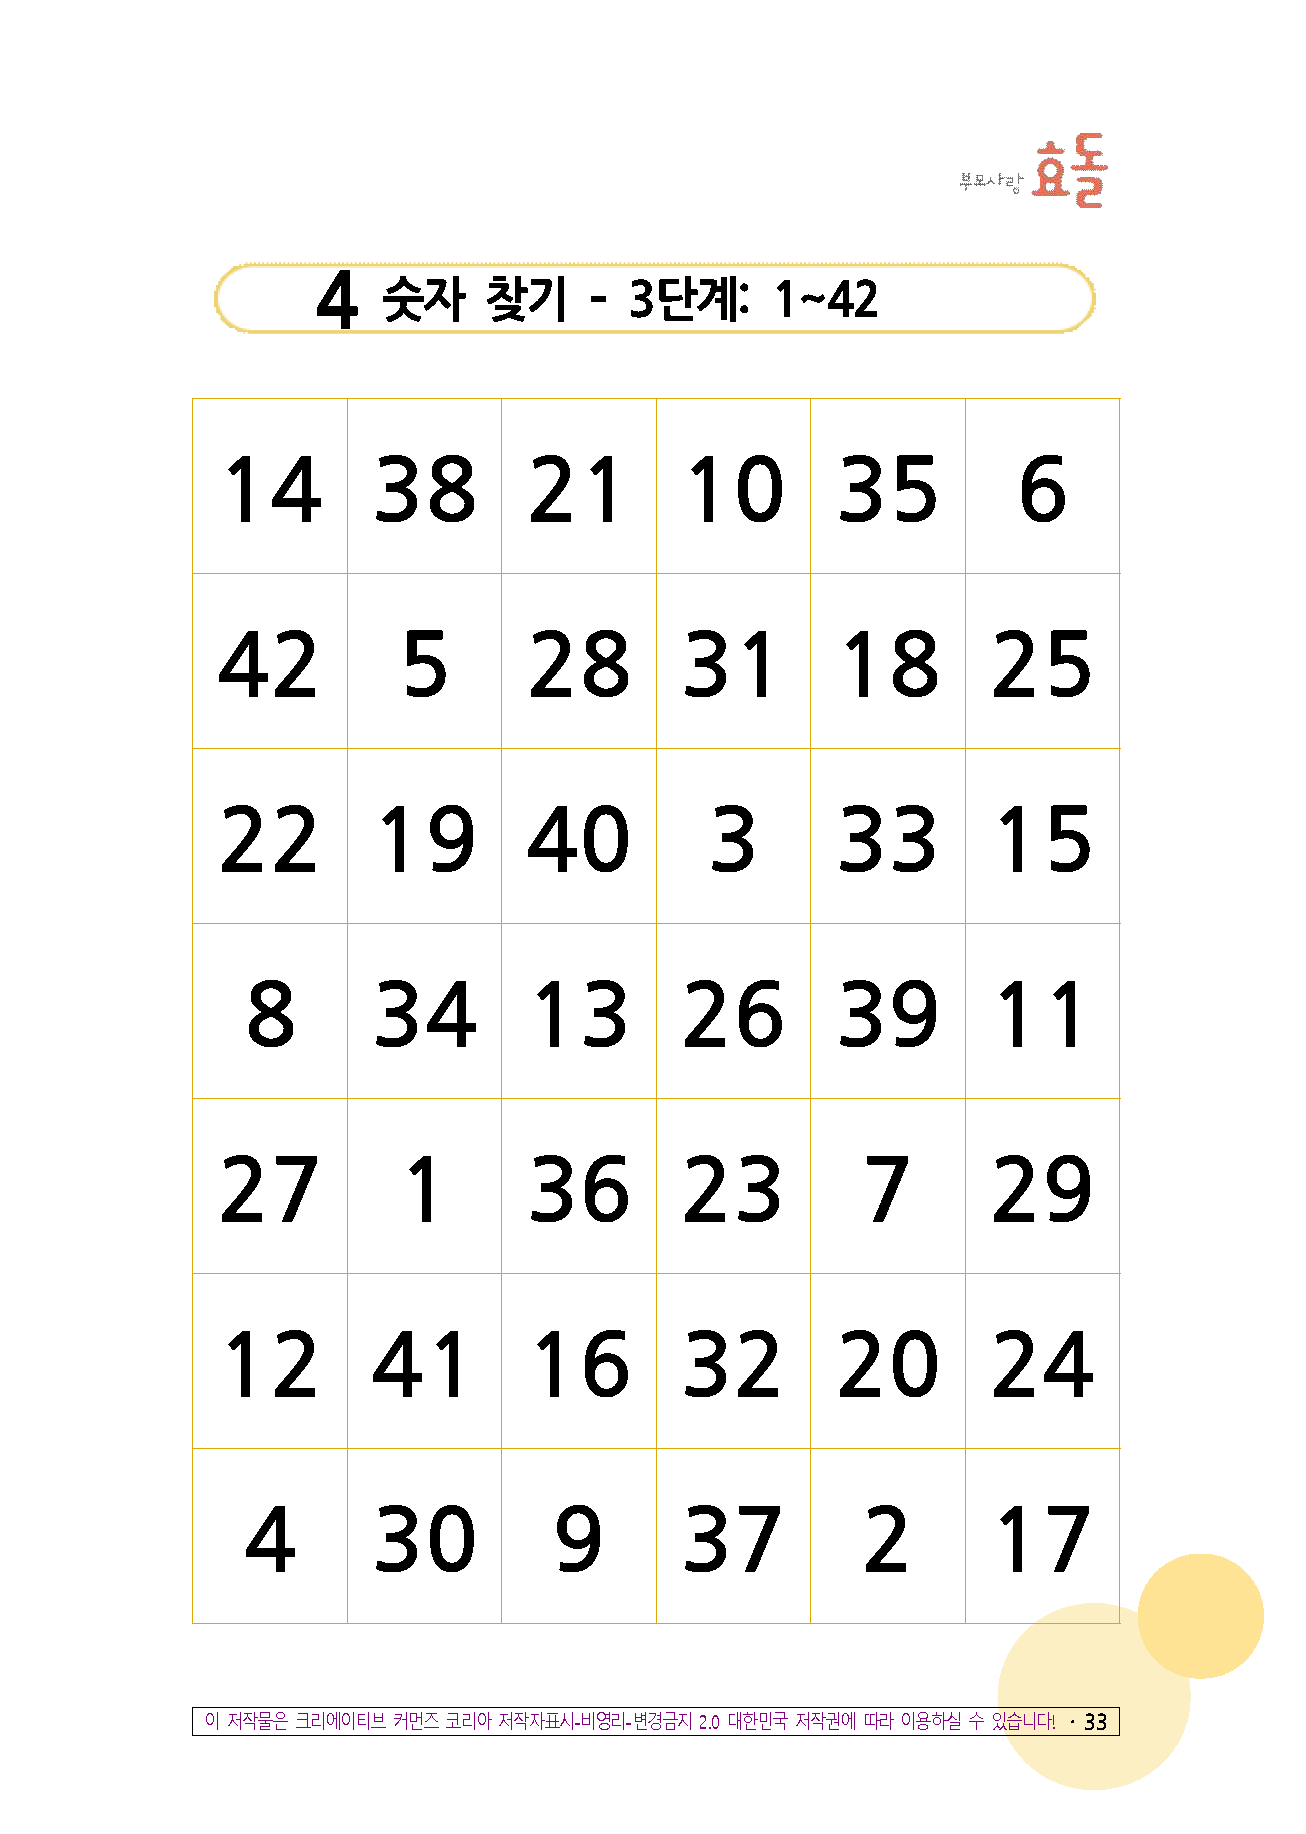 부모사랑 효돌
4 숫자 찾기 - 3단계: 1~42
14 38 21 10 35 6
42 5 28 31 18 25
22 19 40 3 33 15
8 34 13 26 39 11
27 1 36 23 7 29
12 41 16 32 20 24
4 30 9 37 2 17
이 저작물은 크리에이티브 커먼즈 코리아 저작자표시-비영리-변경금지 2.0 대한민국 저작권에 따라 이용하실 수 있습니다! · 33